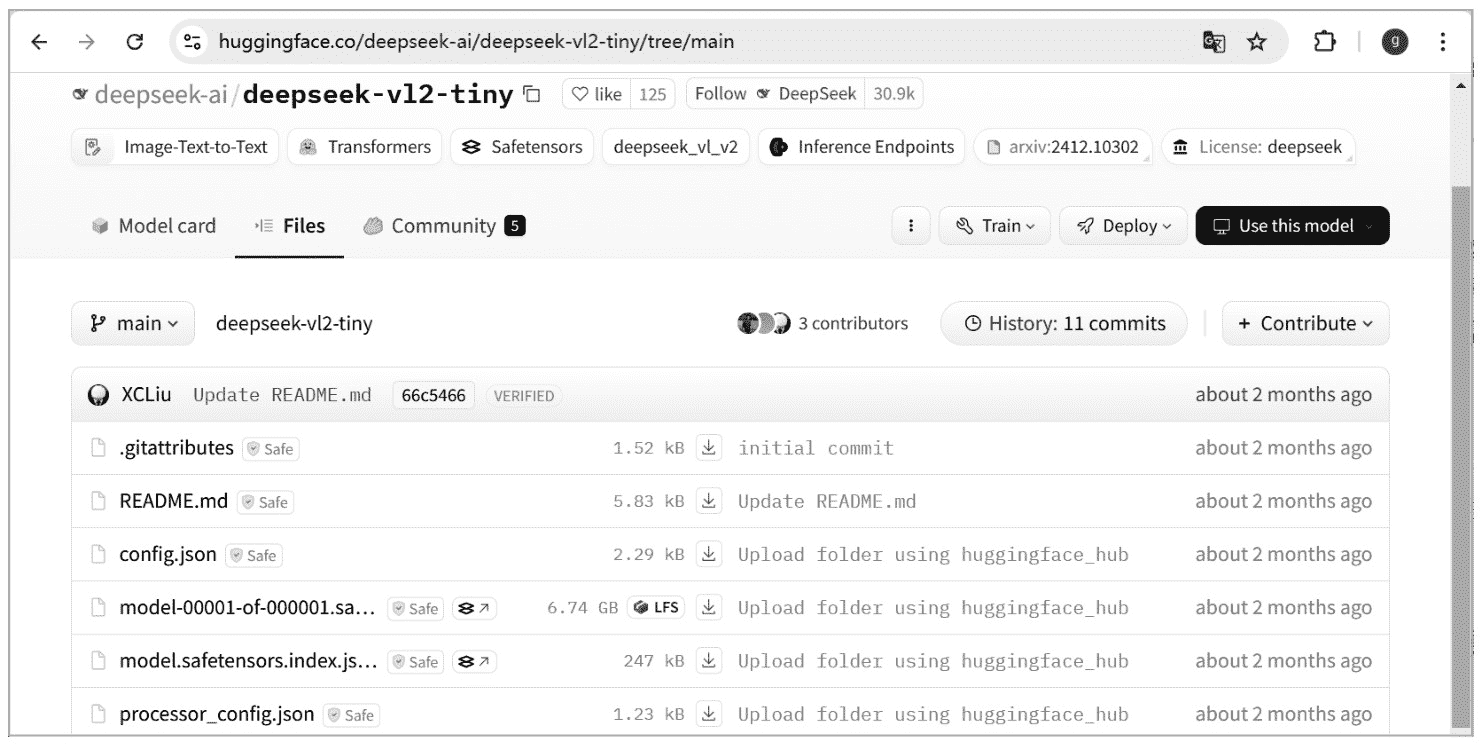 huggingface.co/deepseek-ai/deepseek-vl2-tiny/tree/main g
deepseek-ai/deepseek-vl2-tiny like 125 Follow DeepSeek 30.9k
Image-Text-to-Text Transformers Safetensors deepseek_vl_v2 Inference Endpoints arxiv:2412.10302 License: deepseek
Model card Files Community 5 Train Deploy Use this model
main deepseek-vl2-tiny 3 contributors History: 11 commits + Contribute
XCLiu Update README.md 66c5466 VERIFIED about 2 months ago
.gitattributes Safe 1.52 kB initial commit about 2 months ago
README.md Safe 5.83 kB Update README.md about 2 months ago
config.json Safe 2.29 kB Upload folder using huggingface_hub about 2 months ago
model-00001-of-000001.sa... Safe 6.74 GB LFS Upload folder using huggingface_hub about 2 months ago
model.safetensors.index.js... Safe 247 kB Upload folder using huggingface_hub about 2 months ago
processor_config.json Safe 1.23 kB Upload folder using huggingface_hub about 2 months ago